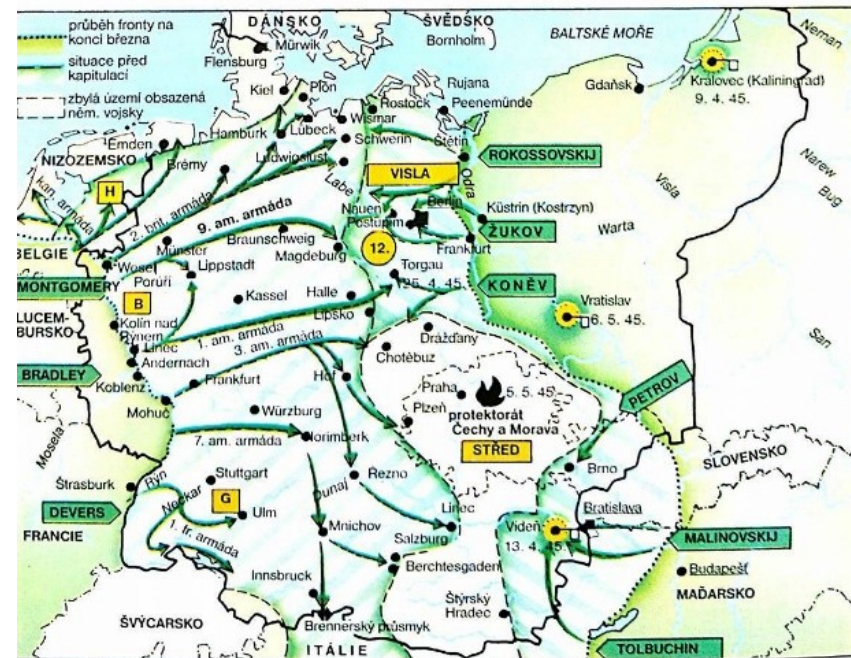 průběh fronty na
konci března
situace před
kapitulací
zbylá území obsazená
něm. vojsky
DÁNSKO
ŠVÉDSKO
Bornholm
BALTSKÉ MOŘE
Neman
Mürwik
Flensburg
Kiel
Plön
Rujana
Peenemünde
Gdaňsk
Kralovec (Kaliningrad)
9. 4. 45.
Rostock
Wismar
Lübeck
Hamburk
Schwerin
Štětín
ROKOSSOVSKIJ
Emden
NIZOZEMSKO
Brémy
Ludwigslust
Labe
VISLA
Odra
Visla
Narew
Bug
kan. armáda
H
2. brit. armáda
9. am. armáda
Nauen
Berlín
Postupim
Küstrin (Kostrzyn)
ŽUKOV
Warta
BELGIE
Münster
Braunschweig
Magdeburg
12.
Frankfurt
Wesel
Lippstadt
Porúří
Torgau
25. 4. 45.
KONĚV
MONTGOMERY
B
Kassel
Halle
Lipsko
Vratislav
6. 5. 45.
LUCEM-
BURSKO
Kolín nad
Rýnem
Linec
1. am. armáda
3. am. armáda
Drážďany
Chotěbuz
San
Andernach
BRADLEY
Koblenz
Frankfurt
Hof
Praha
5. 5. 45.
PETROV
Mohuč
Würzburg
Plzeň
protektorát
Čechy a Morava
STŘED
Mosela
7. am. armáda
Norimberk
SLOVENSKO
Štrasburk
Rýn
Stuttgart
Neckar
Řezno
Dunaj
Brno
DEVERS
G
Ulm
Linec
Bratislava
Vídeň
13. 4. 45.
FRANCIE
1. fr. armáda
Mnichov
Salzburg
MALINOVSKIJ
Berchtesgaden
Budapešť
MAĎARSKO
Innsbruck
Štýrský
Hradec
ŠVÝCARSKO
Brennerský průsmyk
ITÁLIE
TOLBUCHIN